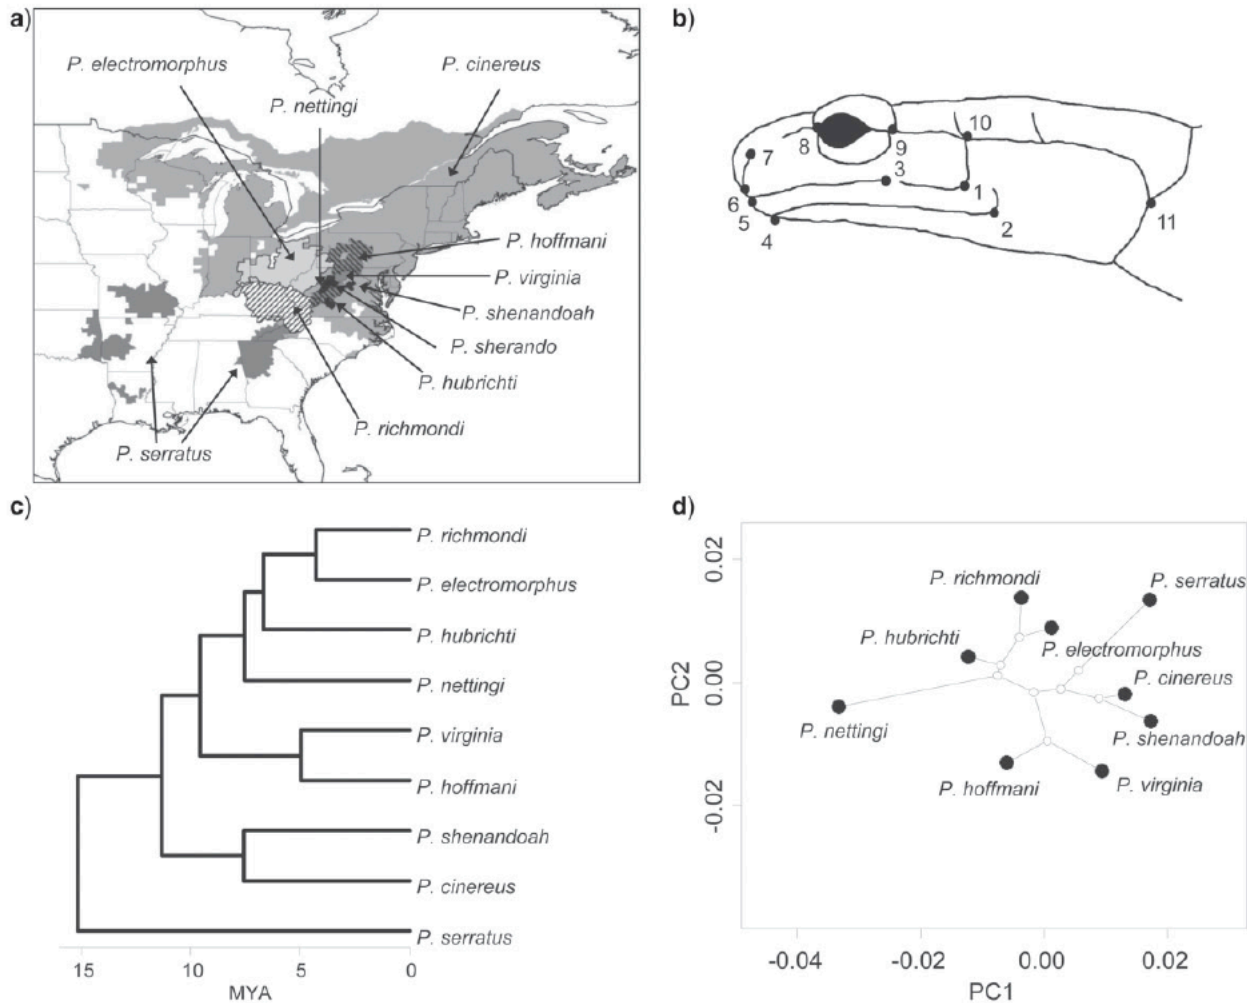 a)
P. electromorphus
P. cinereus
P. nettingi
P. hoffmani
P. virginia
P. shenandoah
P. sherando
P. hubrichti
P. richmondi
P. serratus
b)
10
8
9
7
3
1
6
5
4
2
11
c)
P. richmondi
P. electromorphus
P. hubrichti
P. nettingi
P. virginia
P. hoffmani
P. shenandoah
P. cinereus
P. serratus
15 10 5 0
MYA
d)
0.02
0.00
-0.02
PC2
P. richmondi
P. serratus
P. hubrichti
P. electromorphus
P. cinereus
P. nettingi
P. shenandoah
P. hoffmani
P. virginia
-0.04 -0.02 0.00 0.02
PC1